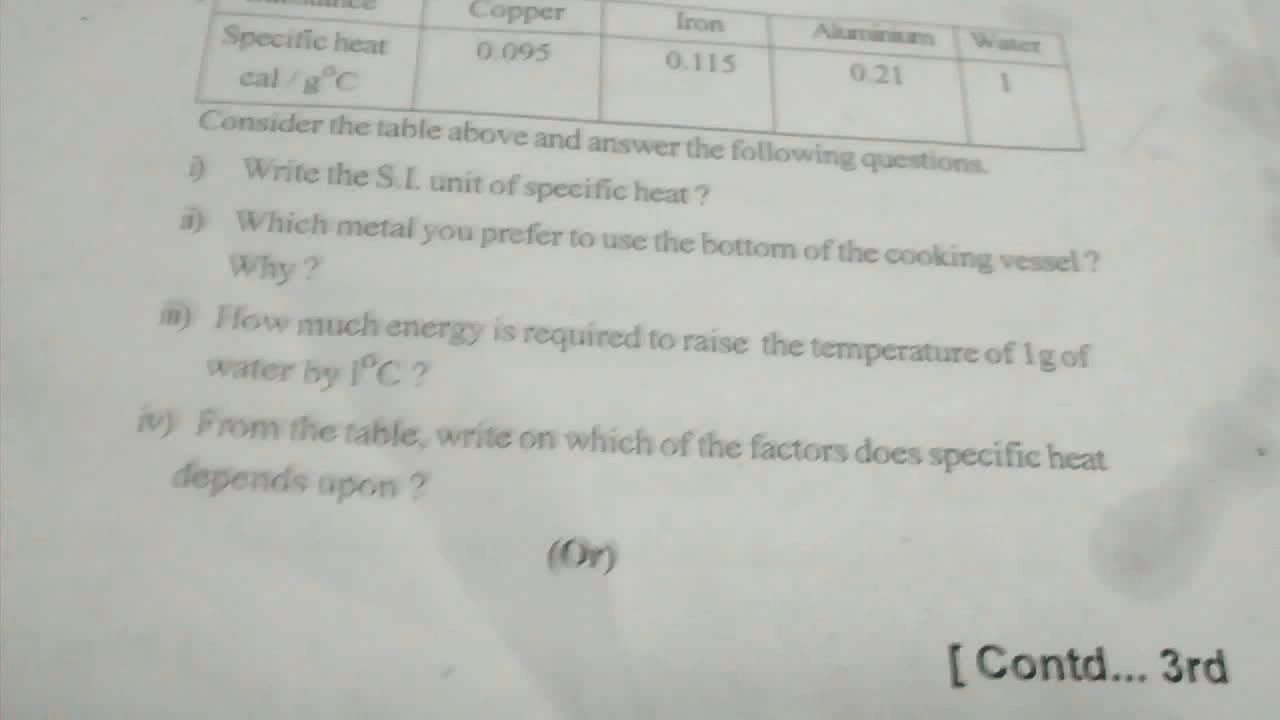 Copper Iron Aluminium Water
Specific heat 0.095 0.115 0.21 1
cal / g°C
Consider the table above and answer the following questions.
i) Write the S.I. unit of specific heat ?
ii) Which metal you prefer to use the bottom of the cooking vessel ?
Why ?
iii) How much energy is required to raise the temperature of 1g of
water by 1°C ?
iv) From the table, write on which of the factors does specific heat
depends upon ?
(Or)
[ Contd... 3rd